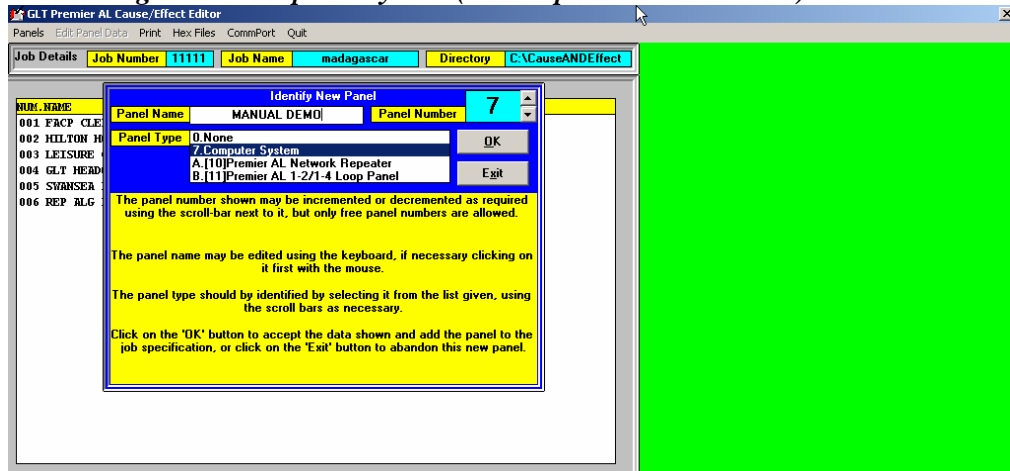 GLT Premier AL Cause/Effect Editor
Panels Edit Panel Data Print Hex Files CommPort Quit
Job Details Job Number 11111 Job Name madagascar Directory C:\CauseANDEffect
NUM.NAME
001 FACP CLE
002 HILTON H
003 LEISURE
004 GLT HEAD
005 SWANSEA
006 REP ALG
Identify New Panel
Panel Name MANUAL DEMO Panel Number 7
Panel Type 0.None
7.Computer System
A.[10]Premier AL Network Repeater
B.[11]Premier AL 1-2/1-4 Loop Panel
OK
Exit
The panel number shown may be incremented or decremented as required
using the scroll-bar next to it, but only free panel numbers are allowed.
The panel name may be edited using the keyboard, if necessary clicking on
it first with the mouse.
The panel type should by identified by selecting it from the list given, using
the scroll bars as necessary.
Click on the 'OK' button to accept the data shown and add the panel to the
job specification, or click on the 'Exit' button to abandon this new panel.